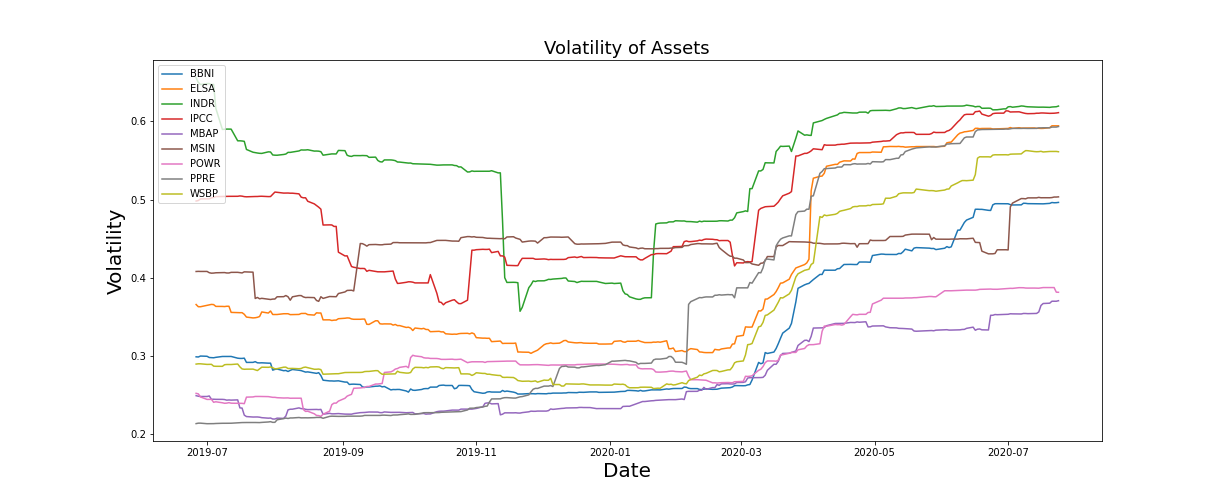 Volatility of Assets
BBNI
ELSA
INDR
IPCC
MBAP
MSIN
POWR
PPRE
WSBP
Volatility
0.6
0.5
0.4
0.3
0.2
2019-07 2019-09 2019-11 2020-01 2020-03 2020-05 2020-07
Date